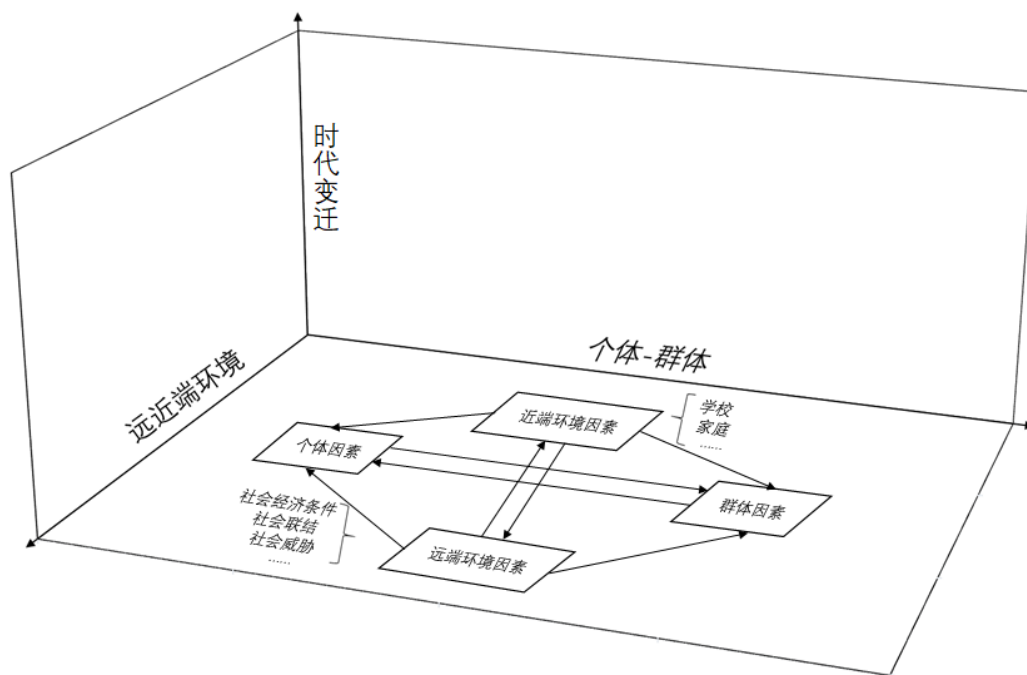 时代变迁
个体-群体
远近端环境
近端环境因素
学校
家庭
……
个体因素
群体因素
社会经济条件
社会联结
社会威胁
……
远端环境因素